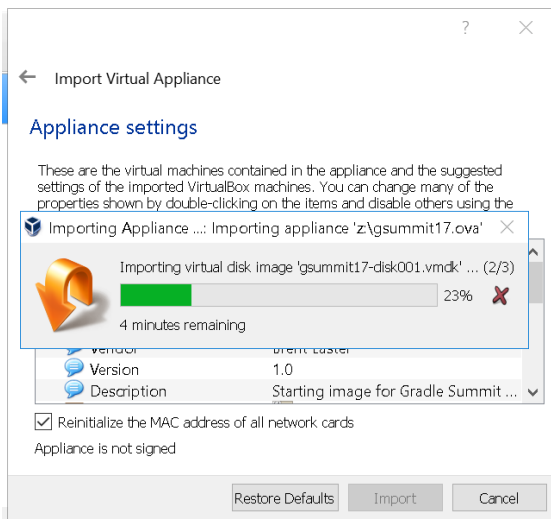 ?
Import Virtual Appliance
Appliance settings
These are the virtual machines contained in the appliance and the suggested
settings of the imported VirtualBox machines. You can change many of the
properties shown by double-clicking on the items and disable others using the
Importing Appliance ...: Importing appliance 'z:\gsummit17.ova'
Importing virtual disk image 'gsummit17-disk001.vmdk' ... (2/3)
23%
4 minutes remaining
Vendor Brent Laster
Version 1.0
Description Starting image for Gradle Summit ...
Reinitialize the MAC address of all network cards
Appliance is not signed
Restore Defaults Import Cancel